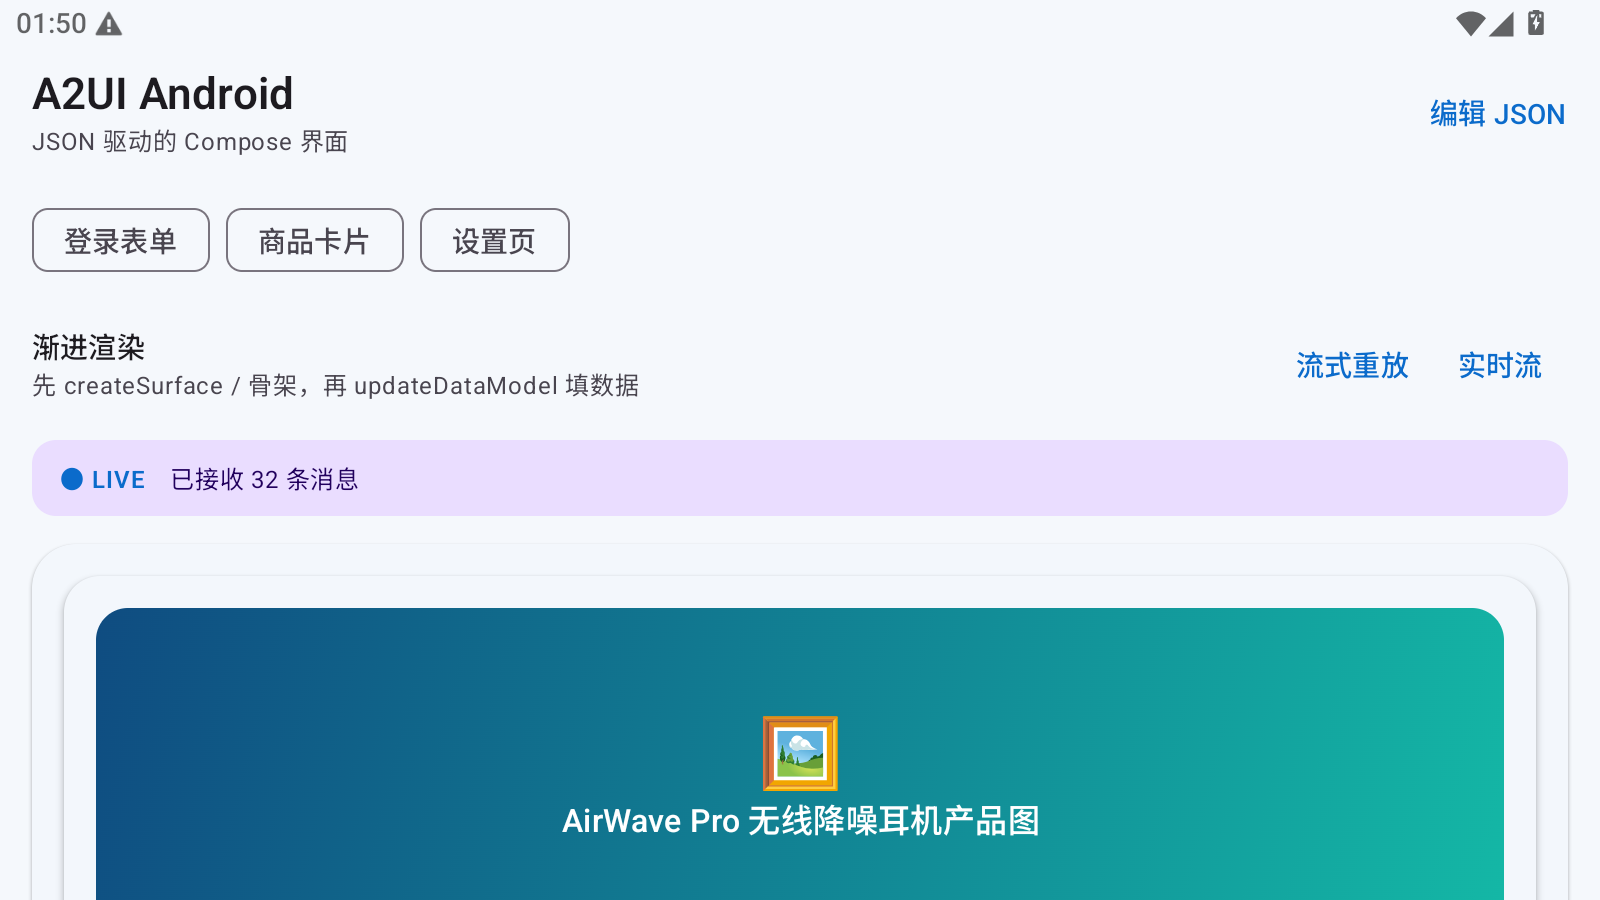 01:50
A2UI Android
JSON 驱动的 Compose 界面
编辑 JSON
登录表单
商品卡片
设置页
渐进渲染
先 createSurface / 骨架，再 updateDataModel 填数据
流式重放
实时流
LIVE 已接收 32 条消息
AirWave Pro 无线降噪耳机产品图